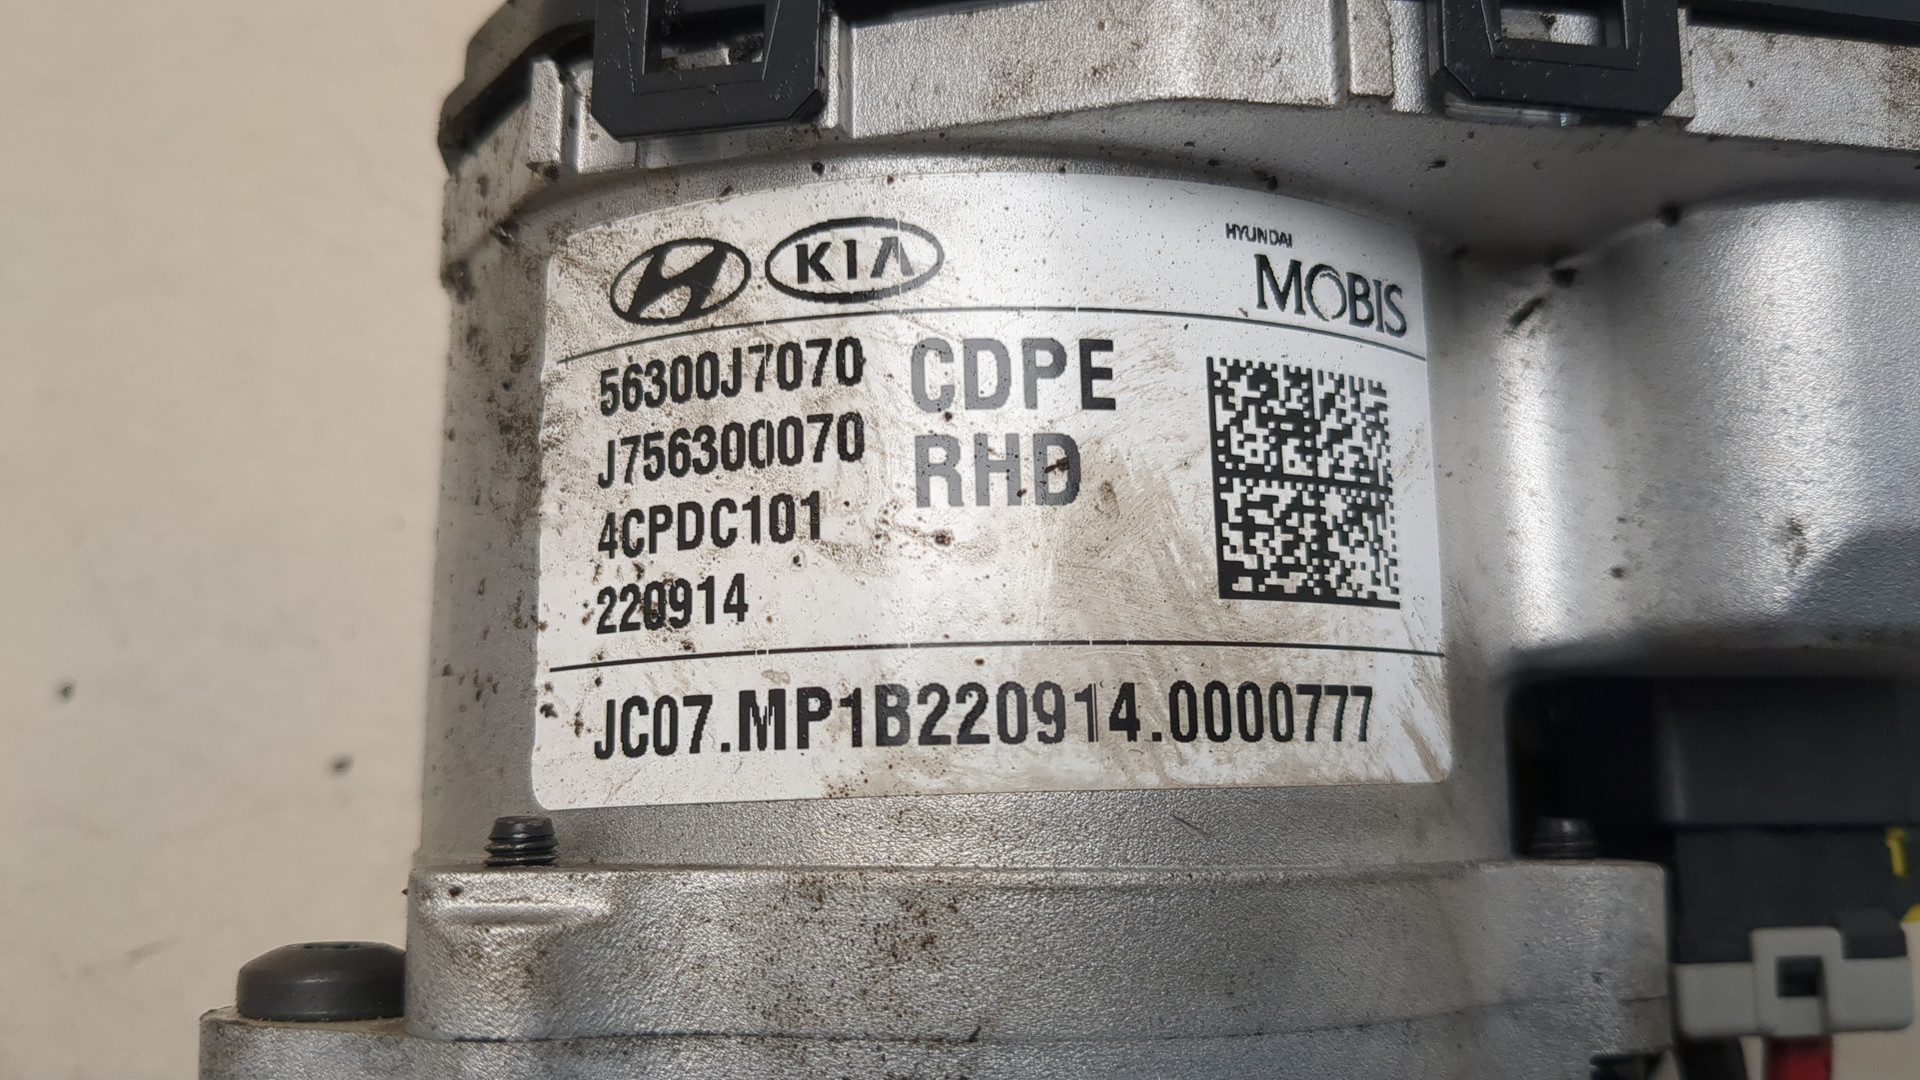 KIA
HYUNDAI
MOBIS
56300J7070 CDPE
J756300070 RHD
4CPDC101
220914
JC07.MP1B220914.0000777